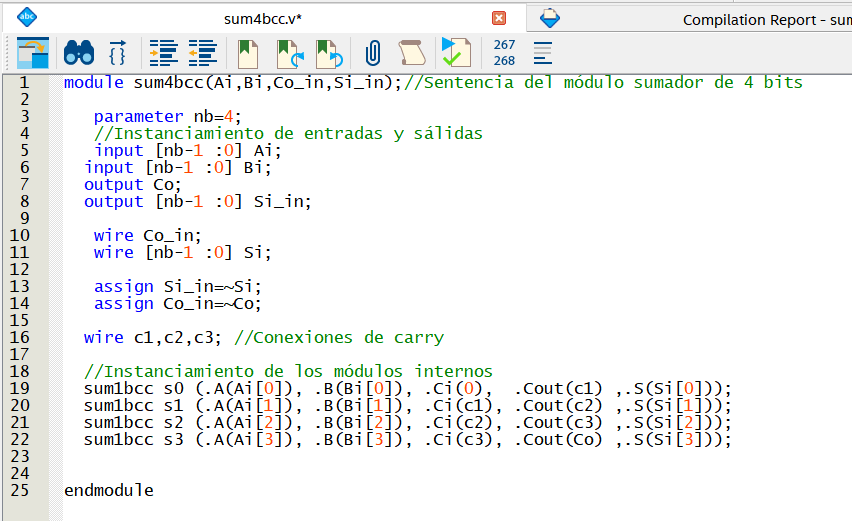 sum4bcc.v*
Compilation Report - sum
abc
267
268
1 module sum4bcc(Ai,Bi,Co_in,Si_in);//Sentencia del módulo sumador de 4 bits
2
3 parameter nb=4;
4 //Instanciamiento de entradas y sálidas
5 input [nb-1 :0] Ai;
6 input [nb-1 :0] Bi;
7 output Co;
8 output [nb-1 :0] Si_in;
9
10 wire Co_in;
11 wire [nb-1 :0] Si;
12
13 assign Si_in=~Si;
14 assign Co_in=~Co;
15
16 wire c1,c2,c3; //Conexiones de carry
17
18 //Instanciamiento de los módulos internos
19 sum1bcc s0 (.A(Ai[0]), .B(Bi[0]), .Ci(0),  .Cout(c1) ,.S(Si[0]));
20 sum1bcc s1 (.A(Ai[1]), .B(Bi[1]), .Ci(c1), .Cout(c2) ,.S(Si[1]));
21 sum1bcc s2 (.A(Ai[2]), .B(Bi[2]), .Ci(c2), .Cout(c3) ,.S(Si[2]));
22 sum1bcc s3 (.A(Ai[3]), .B(Bi[3]), .Ci(c3), .Cout(Co) ,.S(Si[3]));
23
24
25 endmodule